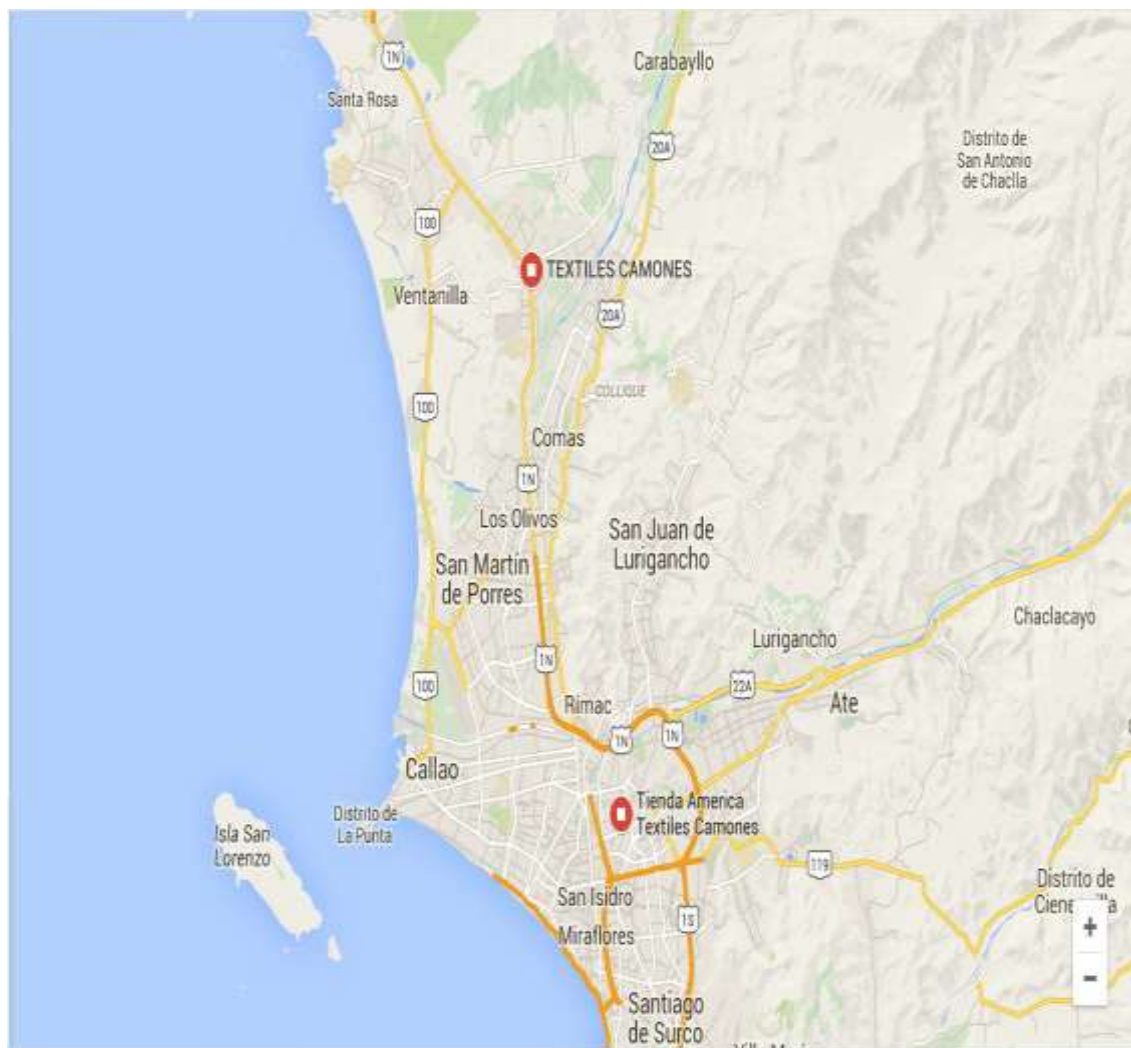 1N
Carabayllo
Santa Rosa
20A
Distrito de
San Antonio
de Chaclla
100
TEXTILES CAMONES
Ventanilla
20A
COLLIQUE
100
Comas
1N
Los Olivos
San Juan de
Lurigancho
San Martín
de Porres
Chaclacayo
Lurigancho
1N
100
22A
Rimac
Ate
1N
1N
Callao
Tienda America
Textiles Camones
Distrito de
La Punta
Isla San
Lorenzo
119
San Isidro
Distrito de
1S
+
Miraflores
−
Santiago
de Surco